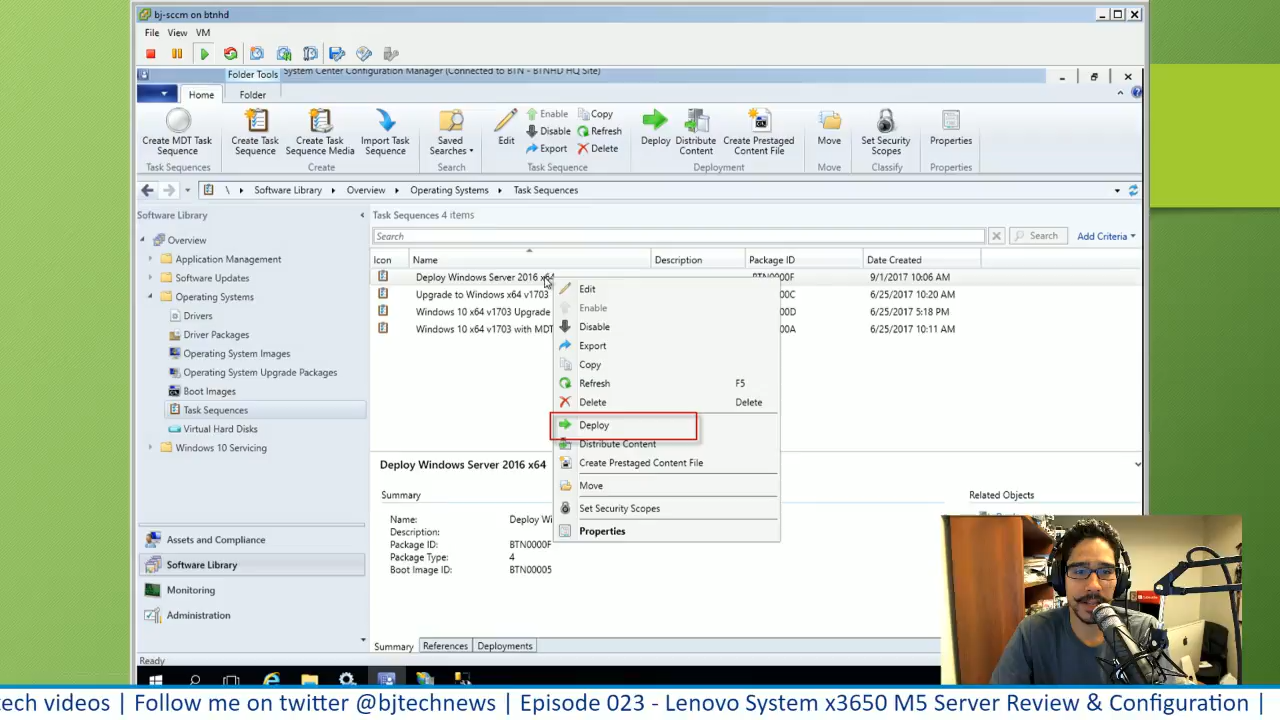 bj-sccm on btnhd
File View VM
Folder Tools System Center Configuration Manager (Connected to BTN - BTNHD HQ Site)
Home Folder
Create MDT Task Sequence
Create Task Sequence
Create Task Sequence Media
Import Task Sequence
Saved Searches
Edit
Enable
Disable
Export
Copy
Refresh
Delete
Deploy
Distribute Content
Create Prestaged Content File
Move
Set Security Scopes
Properties
Task Sequences Create Search Task Sequence Deployment Move Classify Properties
\ Software Library Overview Operating Systems Task Sequences
Software Library
Overview
Application Management
Software Updates
Operating Systems
Drivers
Driver Packages
Operating System Images
Operating System Upgrade Packages
Boot Images
Task Sequences
Virtual Hard Disks
Windows 10 Servicing
Assets and Compliance
Software Library
Monitoring
Administration
Task Sequences 4 items
Search Search Add Criteria
Icon Name Description Package ID Date Created
Deploy Windows Server 2016 x64 BTN0000F 9/1/2017 10:06 AM
Upgrade to Windows x64 v1703 6/25/2017 10:20 AM
Windows 10 x64 v1703 Upgrade 6/25/2017 5:18 PM
Windows 10 x64 v1703 with MDT 6/25/2017 10:11 AM
Edit
Enable
Disable
Export
Copy
Refresh F5
Delete Delete
Deploy
Distribute Content
Create Prestaged Content File
Move
Set Security Scopes
Properties
Deploy Windows Server 2016 x64
Summary Related Objects
Name: Deploy Wi
Description:
Package ID: BTN0000F
Package Type: 4
Boot Image ID: BTN00005
Summary References Deployments
Ready
tech videos | Follow me on twitter @bjtechnews | Episode 023 - Lenovo System x3650 M5 Server Review & Configuration |